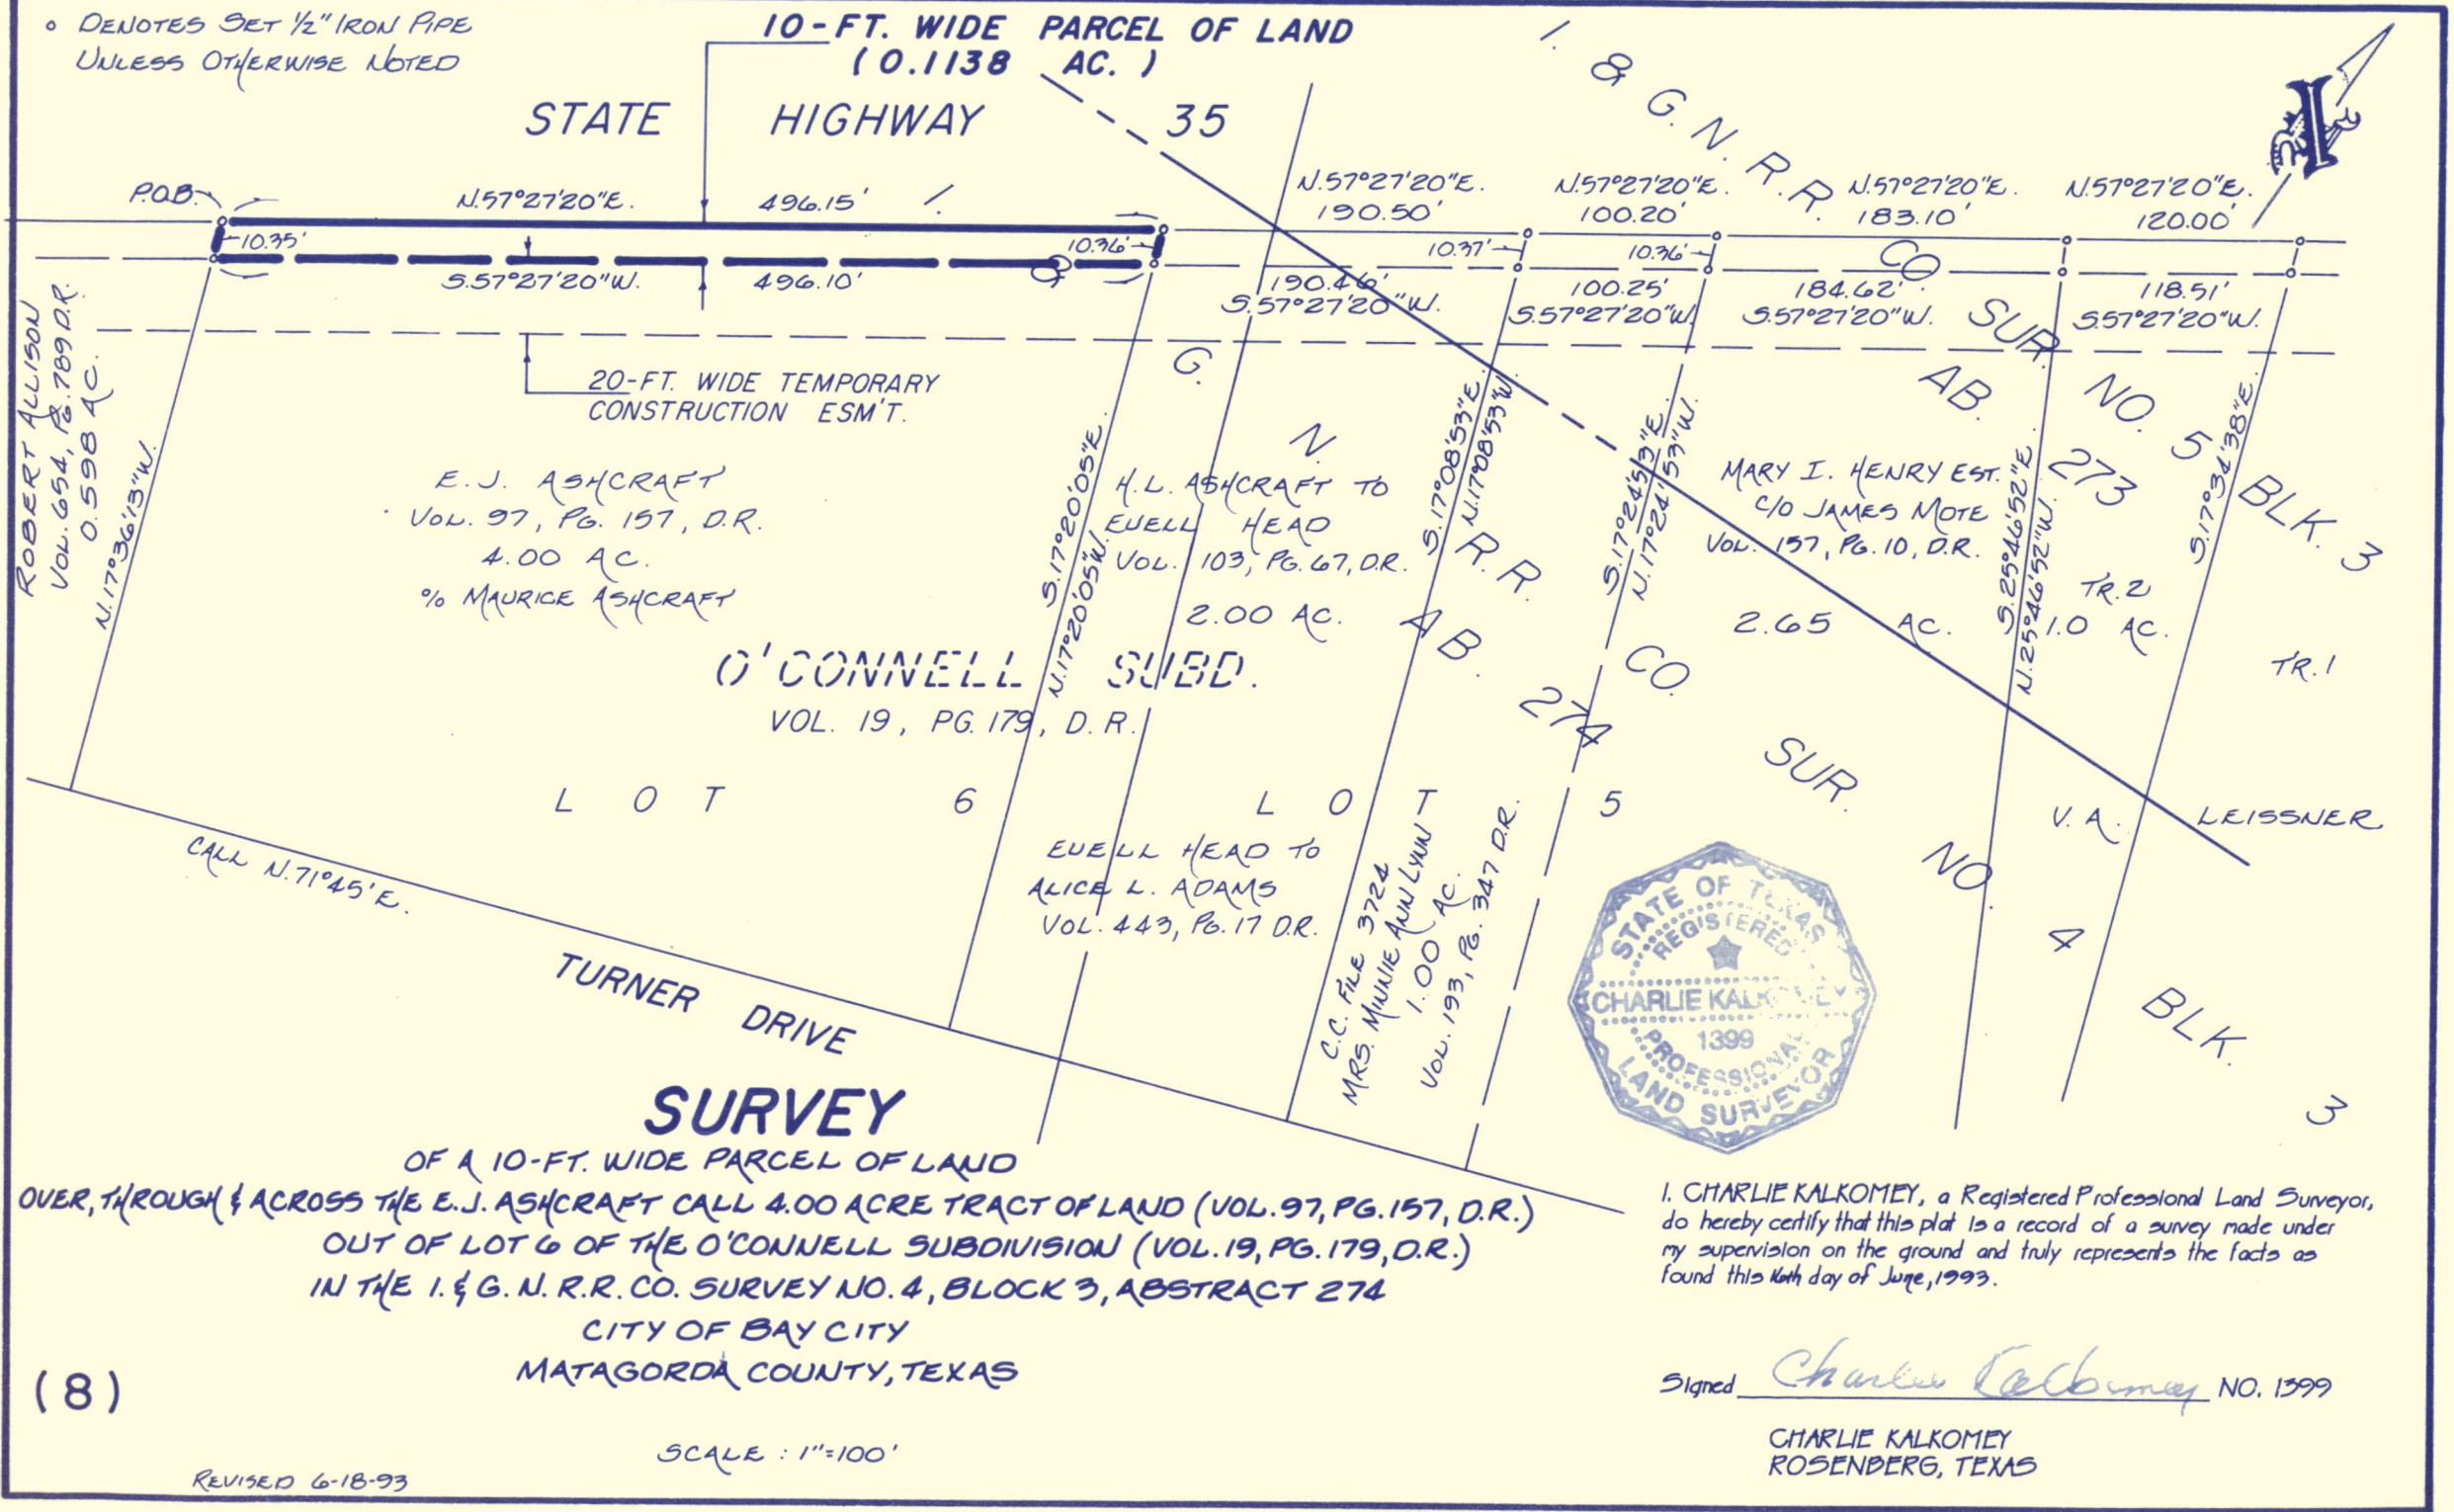 o DENOTES SET 1/2" IRON PIPE
UNLESS OTHERWISE NOTED
10-FT. WIDE PARCEL OF LAND
(0.1138 AC.)
STATE HIGHWAY 35
I. & G. N. R. R. CO. SUR. NO. 5 BLK. 3
AB. 273
P.O.B.
N.57°27'20"E. 496.15'
10.35'
10.36'
S.57°27'20"W. 496.10'
N.57°27'20"E.
190.50'
N.57°27'20"E.
100.20'
N.57°27'20"E.
183.10'
N.57°27'20"E.
120.00'
10.37'
10.36'
190.46'
S.57°27'20"W.
100.25'
S.57°27'20"W.
184.62'
S.57°27'20"W.
118.51'
S.57°27'20"W.
20-FT. WIDE TEMPORARY
CONSTRUCTION ESM'T.
ROBERT ALLISON
VOL. 654, PG. 789 D.R.
0.598 AC.
N.17°36'13"W.
E.J. ASHCRAFT
VOL. 97, PG. 157, D.R.
4.00 AC.
% MAURICE ASHCRAFT
S.17°20'05"E.
N.17°20'05"W.
H.L. ASHCRAFT TO
EUELL HEAD
VOL. 103, PG. 67, D.R.
2.00 AC.
S.17°08'53"E.
N.17°08'53"W.
S.17°24'53"E.
N.17°24'53"W.
MARY I. HENRY EST.
C/O JAMES MOTE
VOL. 157, PG. 10, D.R.
2.65 AC.
S.25°46'52"E.
N.25°46'52"W.
TR. 2
1.0 AC.
S.17°34'38"E.
TR. 1
I. & G. N. R. R. CO. SUR. NO. 4 BLK. 3
AB. 274
O'CONNELL SUBD.
VOL. 19, PG. 179, D.R.
LOT 6
LOT 5
V. A. LEISSNER
EUELL HEAD TO
ALICE L. ADAMS
VOL. 443, PG. 17 D.R.
C.C. FILE 3724
MRS. MINNIE ANN LYNN
1.00 AC.
VOL. 193, PG. 347 D.R.
CALL N.71°45'E.
TURNER DRIVE
STATE OF TEXAS
REGISTERED
CHARLIE KALKOMEY
1399
PROFESSIONAL
LAND SURVEYOR
SURVEY
OF A 10-FT. WIDE PARCEL OF LAND
OVER, THROUGH & ACROSS THE E.J. ASHCRAFT CALL 4.00 ACRE TRACT OF LAND (VOL. 97, PG. 157, D.R.)
OUT OF LOT 6 OF THE O'CONNELL SUBDIVISION (VOL. 19, PG. 179, D.R.)
IN THE I. & G. N. R.R. CO. SURVEY NO. 4, BLOCK 3, ABSTRACT 274
CITY OF BAY CITY
MATAGORDA COUNTY, TEXAS
(8)
SCALE : 1"=100'
REVISED 6-18-93
I. CHARLIE KALKOMEY, a Registered Professional Land Surveyor,
do hereby certify that this plat is a record of a survey made under
my supervision on the ground and truly represents the facts as
found this 16th day of June, 1993.
Signed Charlie Kalkomey NO. 1399
CHARLIE KALKOMEY
ROSENBERG, TEXAS